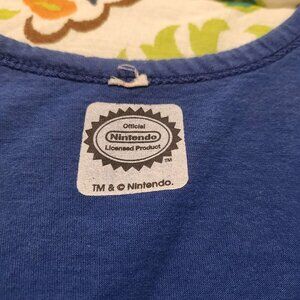 Official
Nintendo
Licensed Product
TM
TM & © Nintendo.